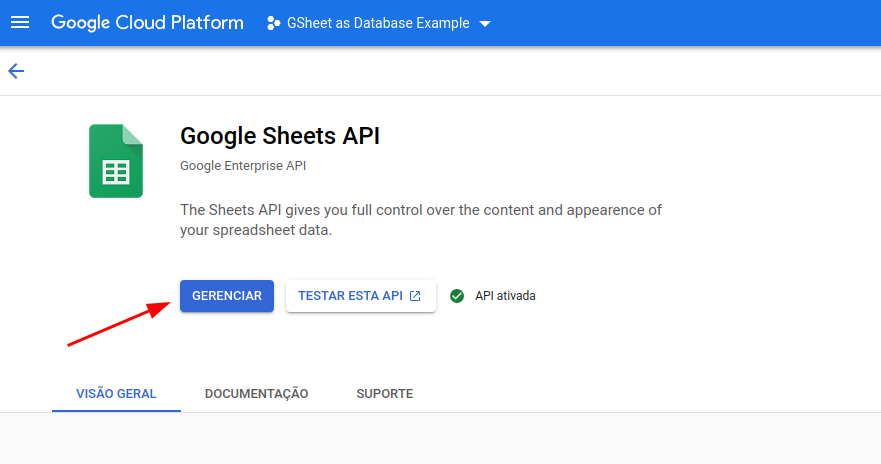 Google Cloud Platform GSheet as Database Example
Google Sheets API
Google Enterprise API
The Sheets API gives you full control over the content and appearence of
your spreadsheet data.
GERENCIAR TESTAR ESTA API API ativada
VISÃO GERAL DOCUMENTAÇÃO SUPORTE